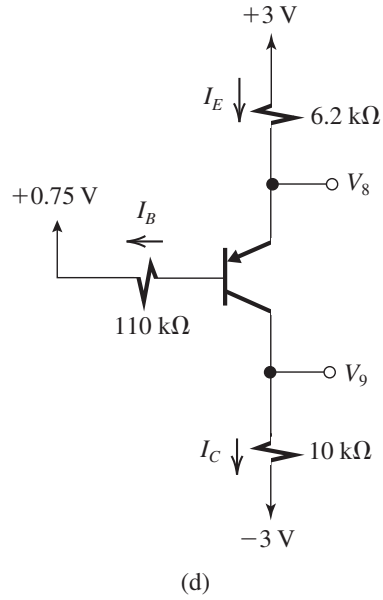 +3 V
I_E
6.2 kΩ
V_8
+0.75 V
I_B
110 kΩ
V_9
I_C
10 kΩ
−3 V
(d)